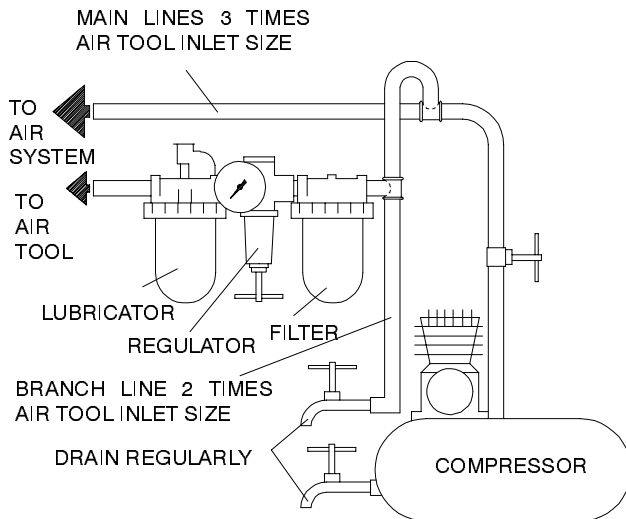 MAIN LINES 3 TIMES
AIR TOOL INLET SIZE
TO
AIR
SYSTEM
TO
AIR
TOOL
LUBRICATOR
REGULATOR
FILTER
BRANCH LINE 2 TIMES
AIR TOOL INLET SIZE
DRAIN REGULARLY
COMPRESSOR